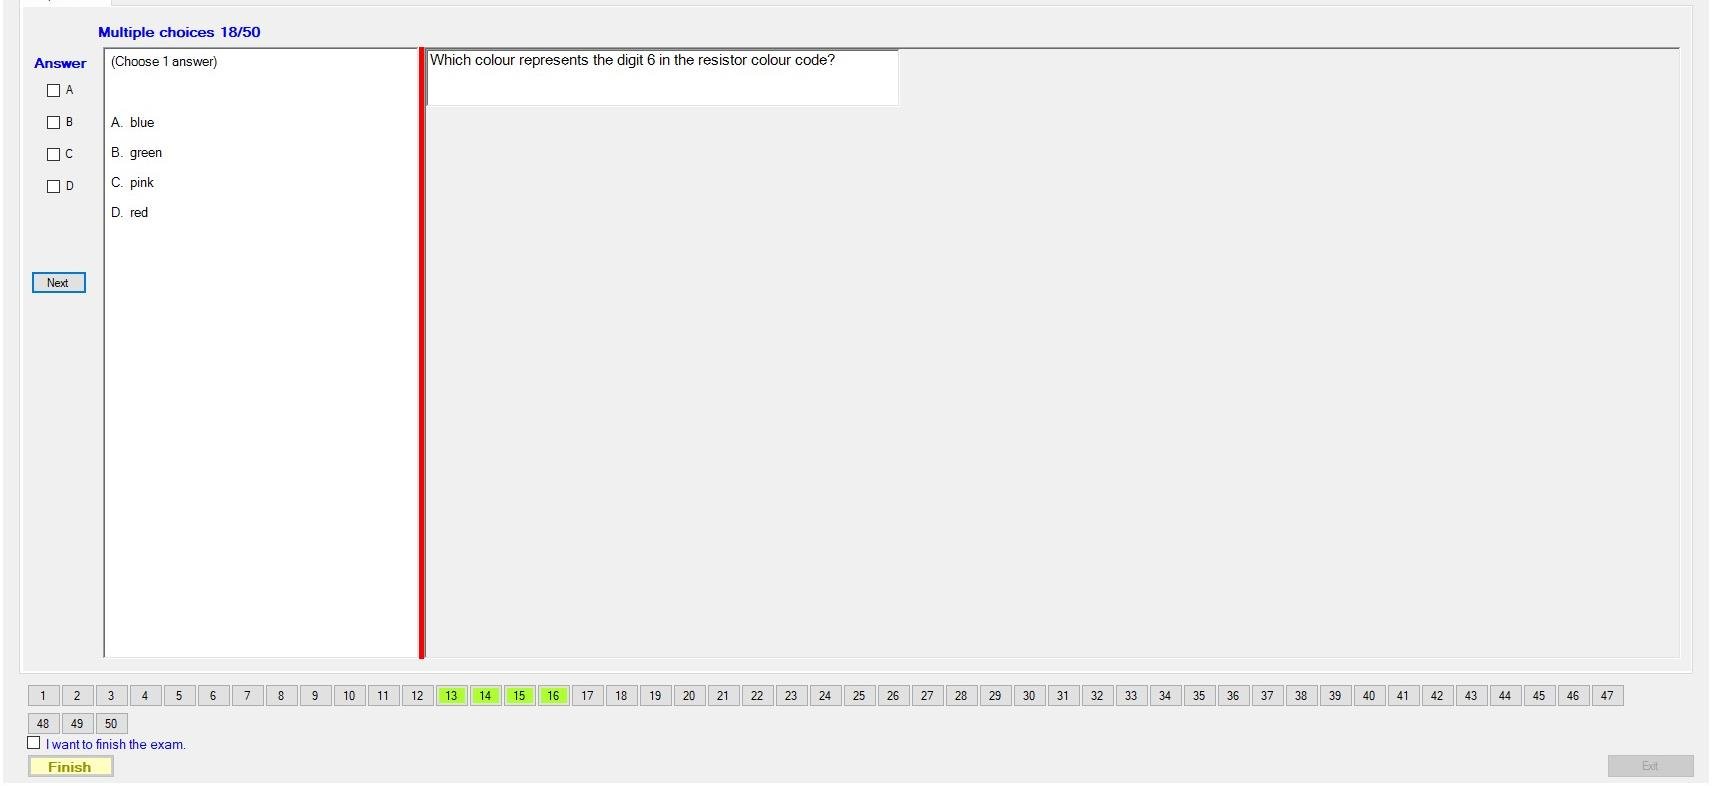 Multiple choices 18/50
Answer
(Choose 1 answer)
Which colour represents the digit 6 in the resistor colour code?
A
B
C
D
A. blue
B. green
C. pink
D. red
Next
1 2 3 4 5 6 7 8 9 10 11 12 13 14 15 16 17 18 19 20 21 22 23 24 25 26 27 28 29 30 31 32 33 34 35 36 37 38 39 40 41 42 43 44 45 46 47
48 49 50
I want to finish the exam.
Finish
Exit